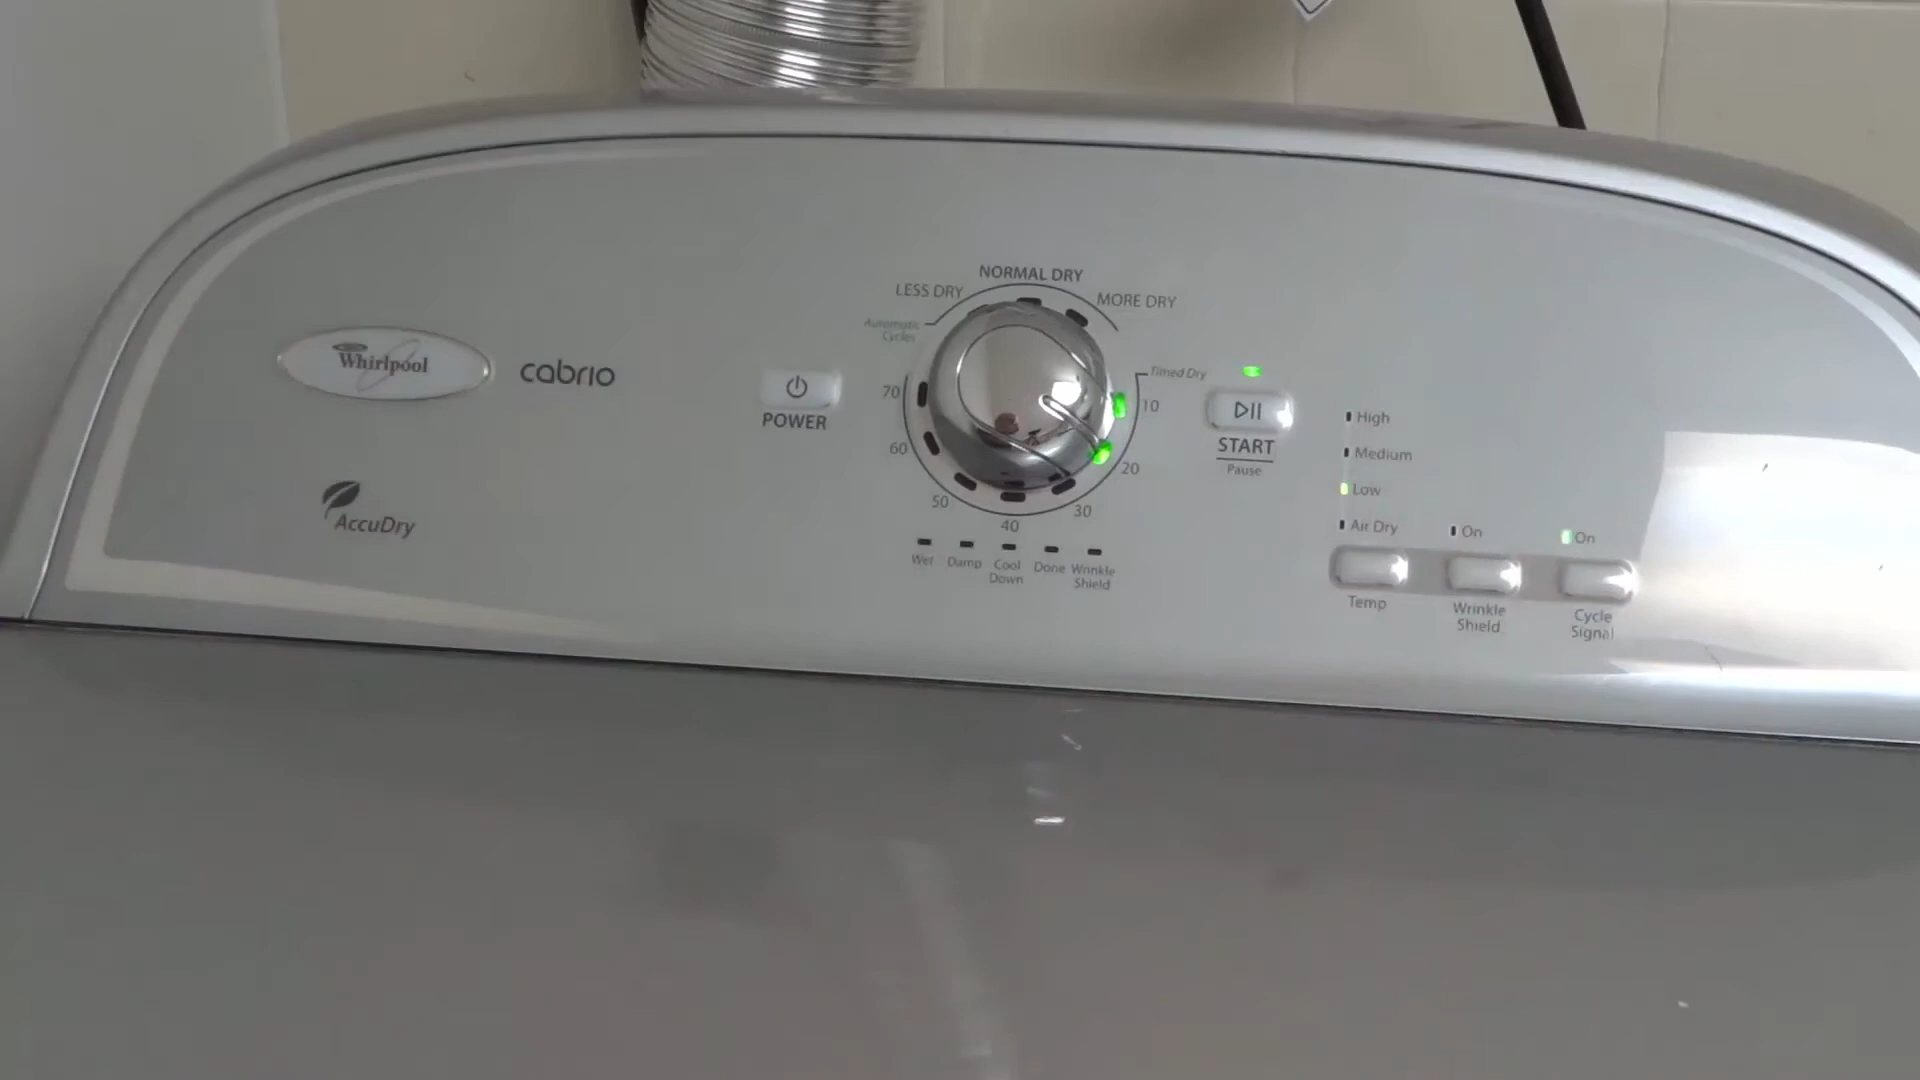 NORMAL DRY
LESS DRY
MORE DRY
Automatic
Cycles
Timed Dry
Whirlpool
cabrio
POWER
70
10
60
20
50
30
40
START
Pause
High
Medium
Low
Air Dry
On
On
AccuDry
Wet
Damp
Cool
Down
Done
Wrinkle
Shield
Temp
Wrinkle
Shield
Cycle
Signal